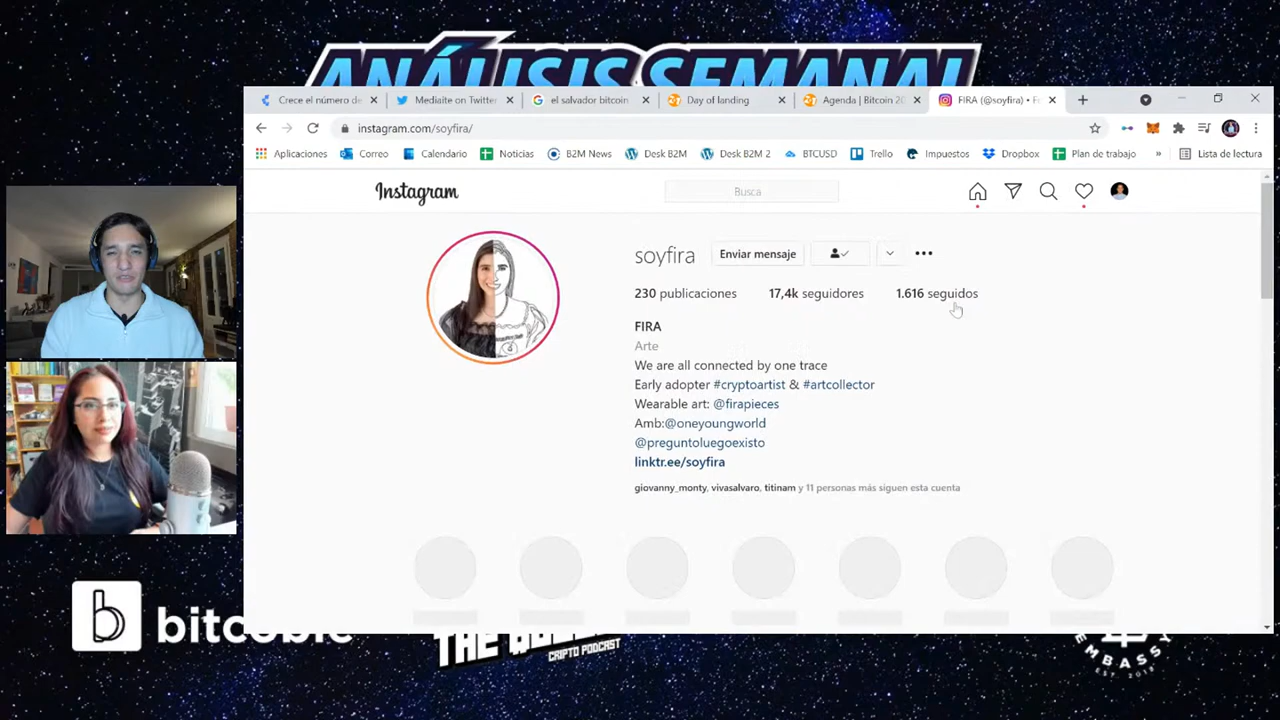 ANÁLISIS SEMANAL
Crece el número de
Mediaite on Twitter
el salvador bitcoin
Day of landing
Agenda | Bitcoin 20
FIRA (@soyfira) • Fo
instagram.com/soyfira/
Aplicaciones
Correo
Calendario
Noticias
B2M News
Desk B2M
Desk B2M 2
BTCUSD
Trello
Impuestos
Dropbox
Plan de trabajo
»
Lista de lectura
Instagram
Busca
soyfira
Enviar mensaje
230 publicaciones
17,4k seguidores
1.616 seguidos
FIRA
Arte
We are all connected by one trace
Early adopter #cryptoartist & #artcollector
Wearable art: @firapieces
Amb:@oneyoungworld
@preguntoluegoexisto
linktr.ee/soyfira
giovanny_monty, vivasalvaro, titinam y 11 personas más siguen esta cuenta
b
THE
CRIPTO PODCAST
EMBASSY